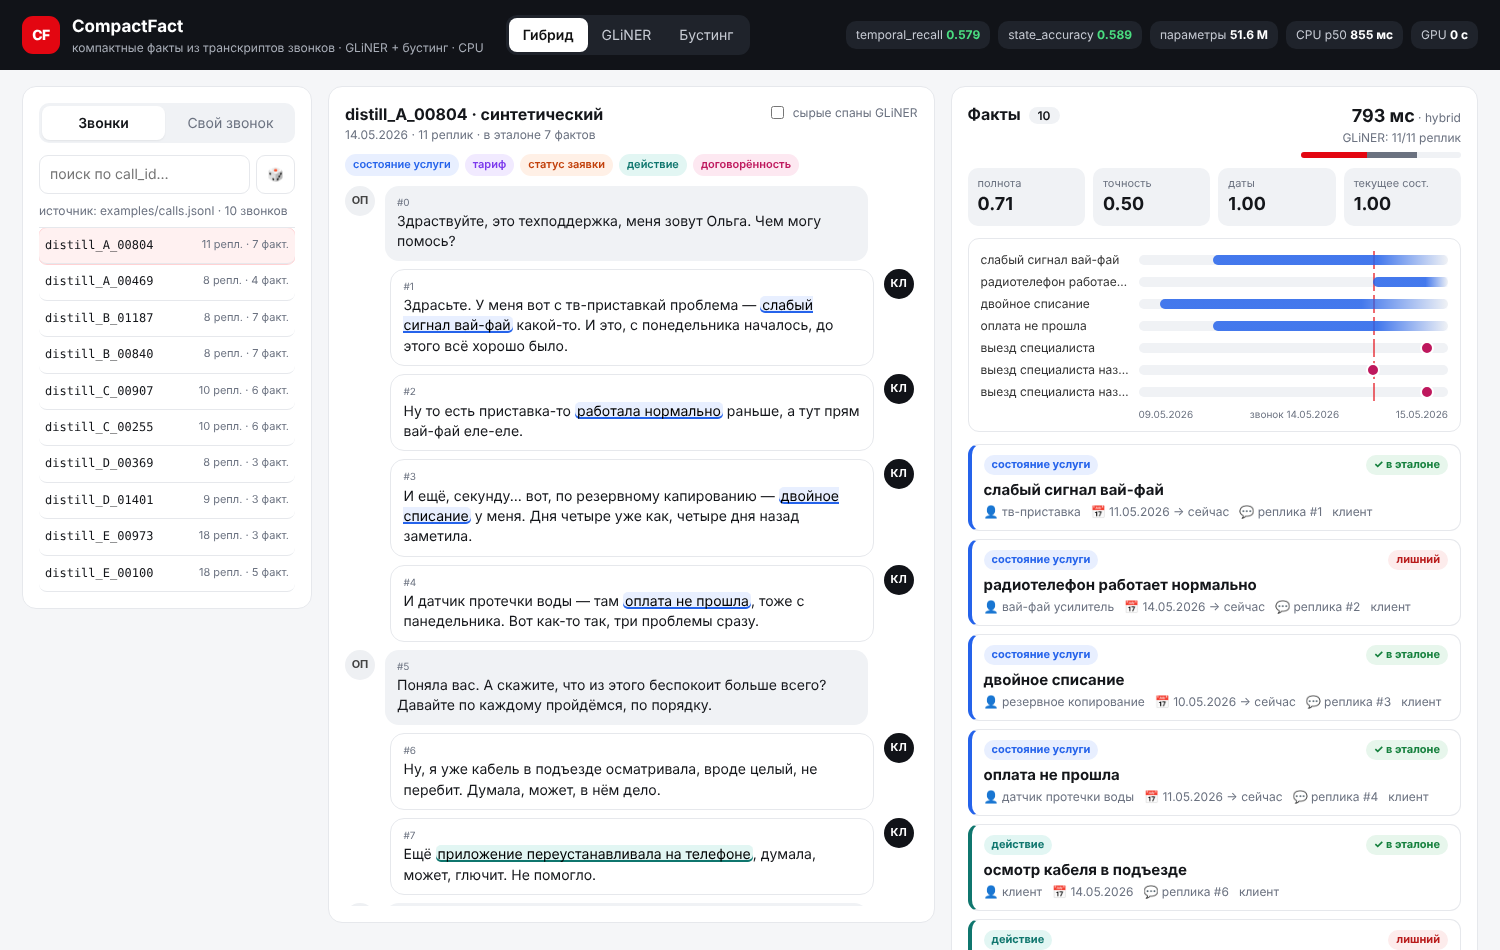 CF
CompactFact
компактные факты из транскриптов звонков · GLiNER + бустинг · CPU
Гибрид
GLiNER
Бустинг
temporal_recall 0.579
state_accuracy 0.589
параметры 51.6 M
CPU p50 855 мс
GPU 0 с
Звонки
Свой звонок
поиск по call_id...
источник: examples/calls.jsonl · 10 звонков
distill_A_00804 11 репл. · 7 факт.
distill_A_00469 8 репл. · 4 факт.
distill_B_01187 8 репл. · 7 факт.
distill_B_00840 8 репл. · 7 факт.
distill_C_00907 10 репл. · 6 факт.
distill_C_00255 10 репл. · 6 факт.
distill_D_00369 8 репл. · 3 факт.
distill_D_01401 9 репл. · 3 факт.
distill_E_00973 18 репл. · 3 факт.
distill_E_00100 18 репл. · 5 факт.
distill_A_00804 · синтетический
сырые спаны GLiNER
14.05.2026 · 11 реплик · в эталоне 7 фактов
состояние услуги
тариф
статус заявки
действие
договорённость
ОП
#0
Здраствуйте, это техподдержка, меня зовут Ольга. Чем могу
помось?
КЛ
#1
Здрасьте. У меня вот с тв-приставкай проблема — слабый
сигнал вай-фай, какой-то. И это, с понедельника началось, до
этого всё хорошо было.
КЛ
#2
Ну то есть приставка-то работала нормально, раньше, а тут прям
вай-фай еле-еле.
КЛ
#3
И ещё, секунду... вот, по резервному капированию — двойное
списание, у меня. Дня четыре уже как, четыре дня назад
заметила.
КЛ
#4
И датчик протечки воды — там оплата не прошла, тоже с
панедельника. Вот как-то так, три проблемы сразу.
ОП
#5
Поняла вас. А скажите, что из этого беспокоит больше всего?
Давайте по каждому пройдёмся, по порядку.
КЛ
#6
Ну, я уже кабель в подъезде осматривала, вроде целый, не
перебит. Думала, может, в нём дело.
КЛ
#7
Ещё приложение переустанавливала на телефоне, думала,
может, глючит. Не помогло.
Факты 10
793 мс · hybrid
GLiNER: 11/11 реплик
полнота
0.71
точность
0.50
даты
1.00
текущее сост.
1.00
слабый сигнал вай-фай
радиотелефон работае...
двойное списание
оплата не прошла
выезд специалиста
выезд специалиста наз...
выезд специалиста наз...
09.05.2026 звонок 14.05.2026 15.05.2026
состояние услуги ✓ в эталоне
слабый сигнал вай-фай
👤 тв-приставка 📅 11.05.2026 → сейчас 💬 реплика #1 клиент
состояние услуги лишний
радиотелефон работает нормально
👤 вай-фай усилитель 📅 14.05.2026 → сейчас 💬 реплика #2 клиент
состояние услуги ✓ в эталоне
двойное списание
👤 резервное копирование 📅 10.05.2026 → сейчас 💬 реплика #3 клиент
состояние услуги ✓ в эталоне
оплата не прошла
👤 датчик протечки воды 📅 11.05.2026 → сейчас 💬 реплика #4 клиент
действие ✓ в эталоне
осмотр кабеля в подъезде
👤 клиент 📅 14.05.2026 💬 реплика #6 клиент
действие лишний